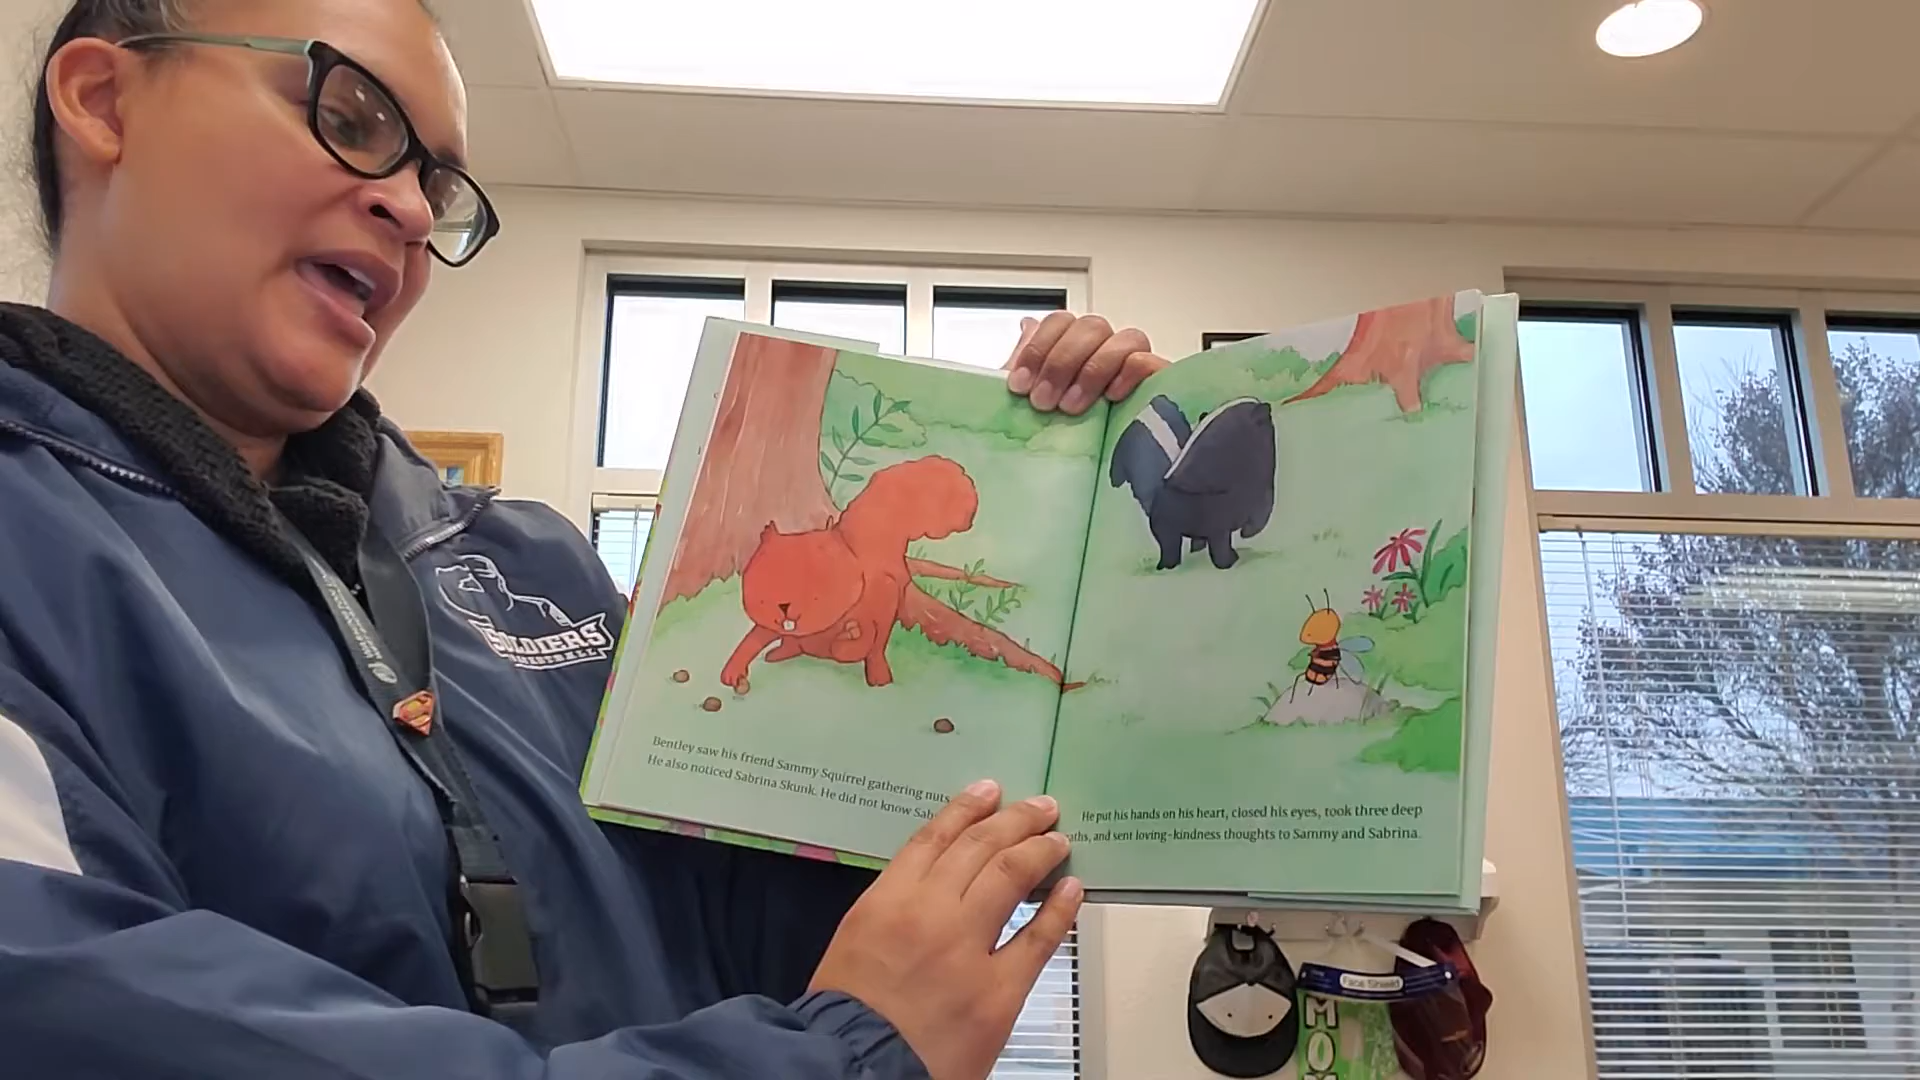 Bentley saw his friend Sammy Squirrel gathering nuts
He also noticed Sabrina Skunk. He did not know
He put his hands on his heart, closed his eyes, took three deep
and sent loving-kindness thoughts to Sammy and Sabrina.
SOLDIERS
BASKETBALL
Face Shield
MOM